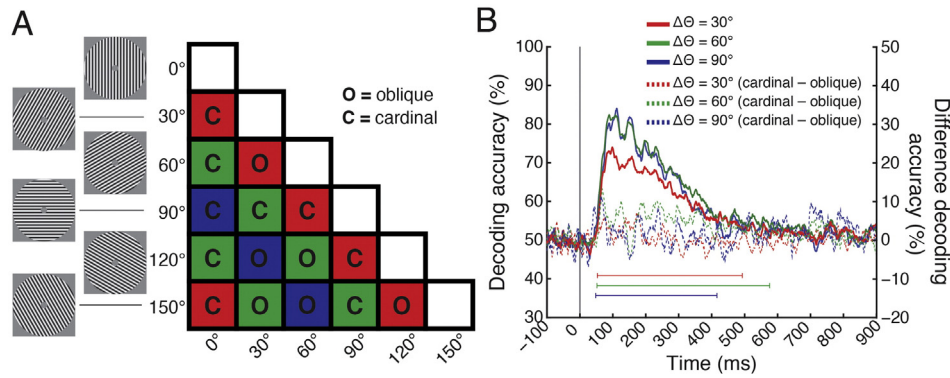 A
0°
30°
60°
90°
120°
150°
O = oblique
C = cardinal
C
C O
C C C
C O O C
C O O C O
0° 30° 60° 90° 120° 150°
B
ΔΘ = 30°
ΔΘ = 60°
ΔΘ = 90°
ΔΘ = 30° (cardinal – oblique)
ΔΘ = 60° (cardinal – oblique)
ΔΘ = 90° (cardinal – oblique)
Decoding accuracy (%)
100
90
80
70
60
50
40
30
50
40
30
20
10
0
−10
−20
Difference decoding
accuracy (%)
−100 0 100 200 300 400 500 600 700 800 900
Time (ms)